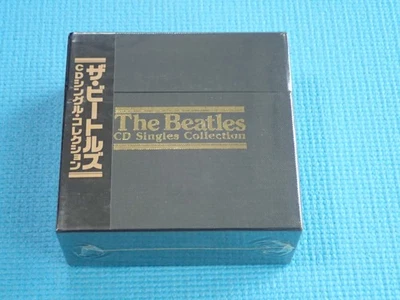 ザ・ビートルズ
CDシングル・コレクション
The Beatles
CD Singles Collection